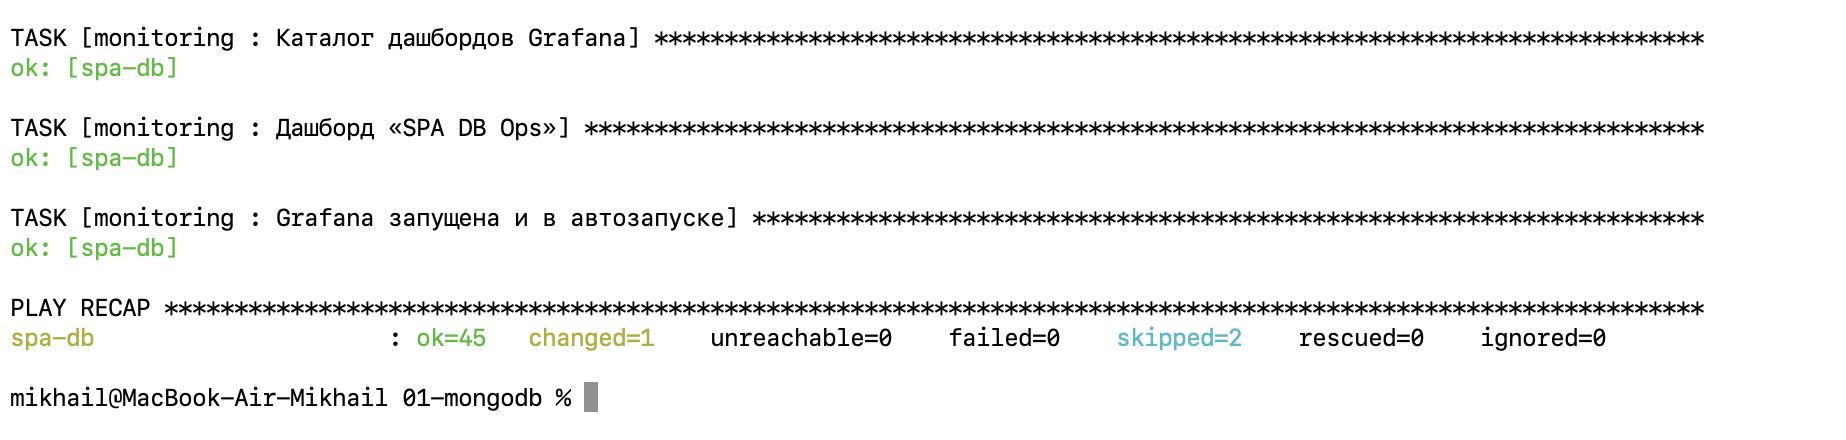 TASK [monitoring : Каталог дашбордов Grafana] ***************************************************************************
ok: [spa-db]
TASK [monitoring : Дашборд «SPA DB Ops»] ********************************************************************************
ok: [spa-db]
TASK [monitoring : Grafana запущена и в автозапуске] ********************************************************************
ok: [spa-db]
PLAY RECAP **************************************************************************************************************
spa-db                     : ok=45   changed=1    unreachable=0    failed=0    skipped=2    rescued=0    ignored=0
mikhail@MacBook-Air-Mikhail 01-mongodb %